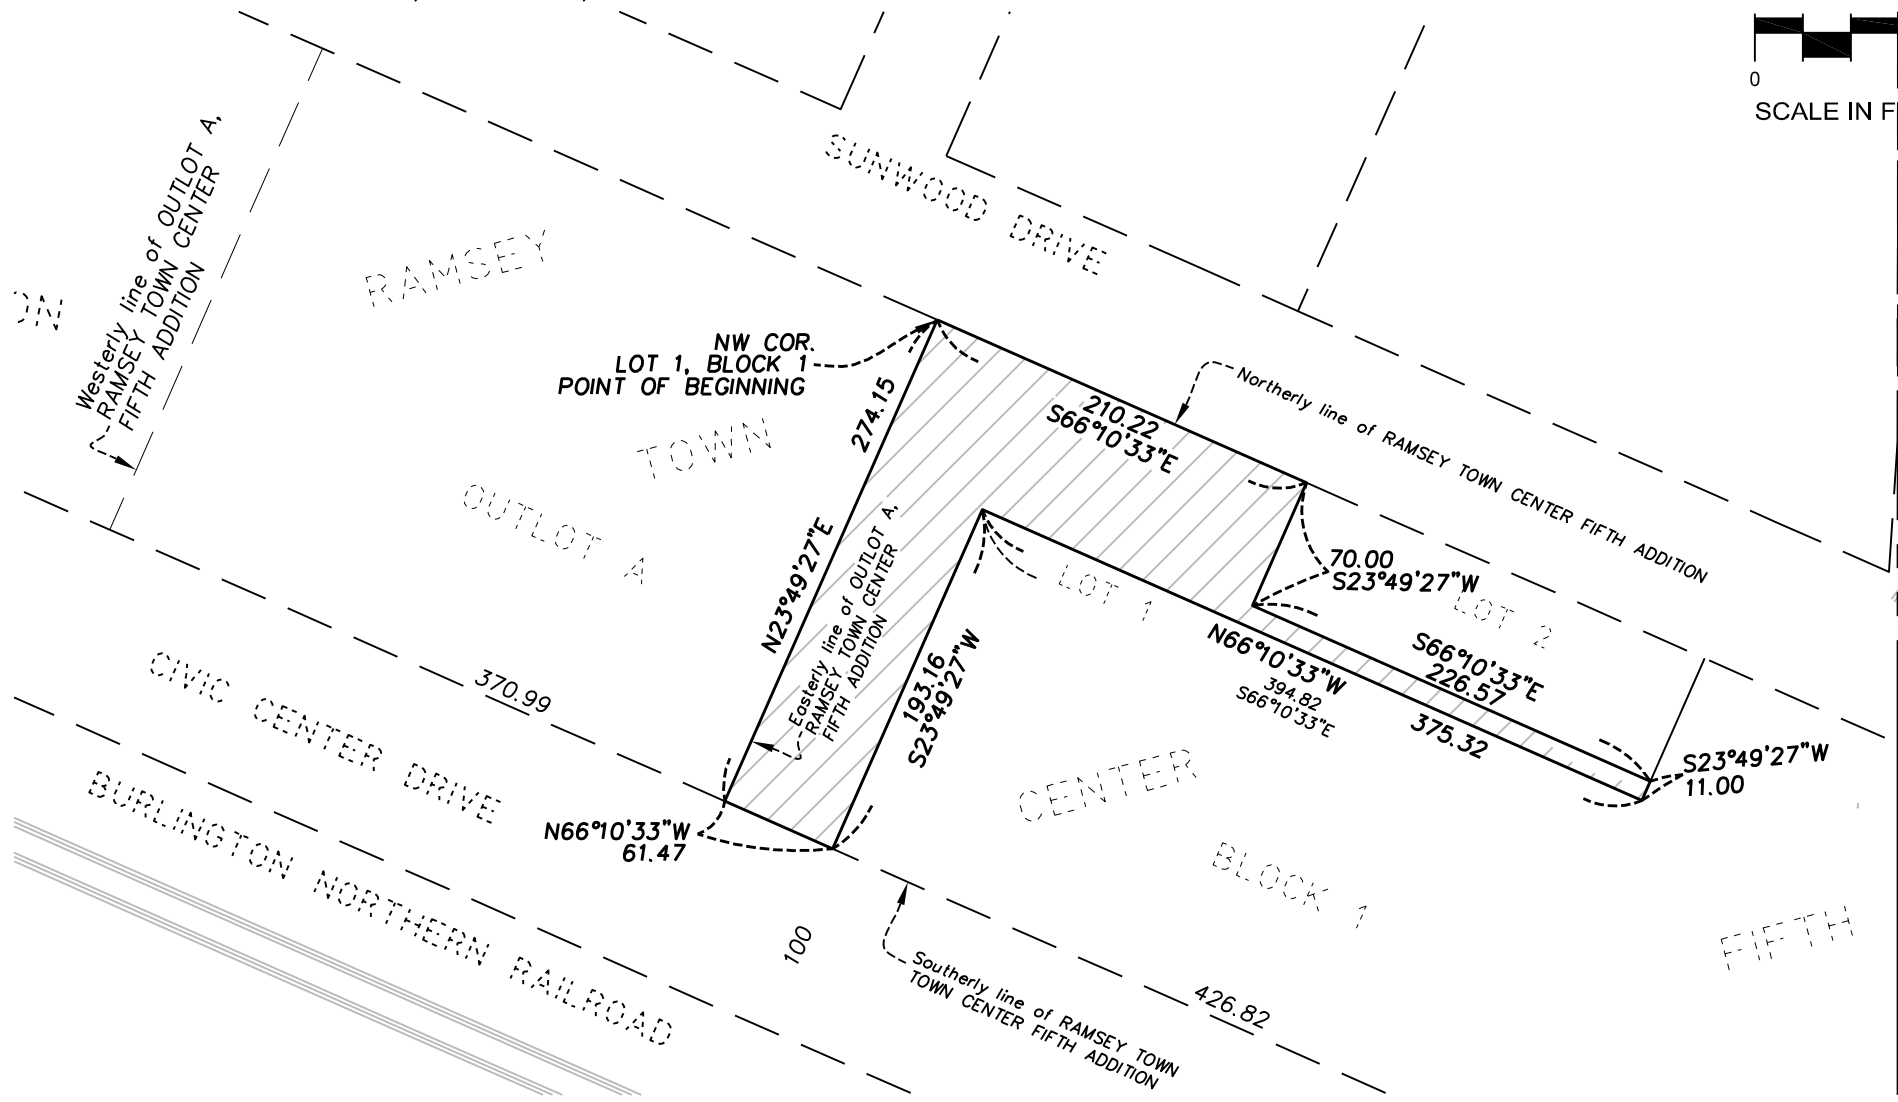 0
SCALE IN F
SUNWOOD DRIVE
Westerly line of OUTLOT A,
RAMSEY TOWN CENTER
FIFTH ADDITION
RAMSEY
ON
NW COR.
LOT 1, BLOCK 1
POINT OF BEGINNING
274.15
N23°49'27"E
210.22
S66°10'33"E
Northerly line of RAMSEY TOWN CENTER FIFTH ADDITION
TOWN
OUTLOT A
Easterly line of OUTLOT A,
RAMSEY TOWN CENTER
FIFTH ADDITION
193.16
S23°49'27"W
LOT 1
70.00
S23°49'27"W
LOT 2
N66°10'33"W
394.82
S66°10'33"E
S66°10'33"E
226.57
375.32
S23°49'27"W
11.00
370.99
CIVIC CENTER DRIVE
BURLINGTON NORTHERN RAILROAD
N66°10'33"W
61.47
CENTER
BLOCK 1
FIFTH
100
Southerly line of RAMSEY TOWN
TOWN CENTER FIFTH ADDITION
426.82